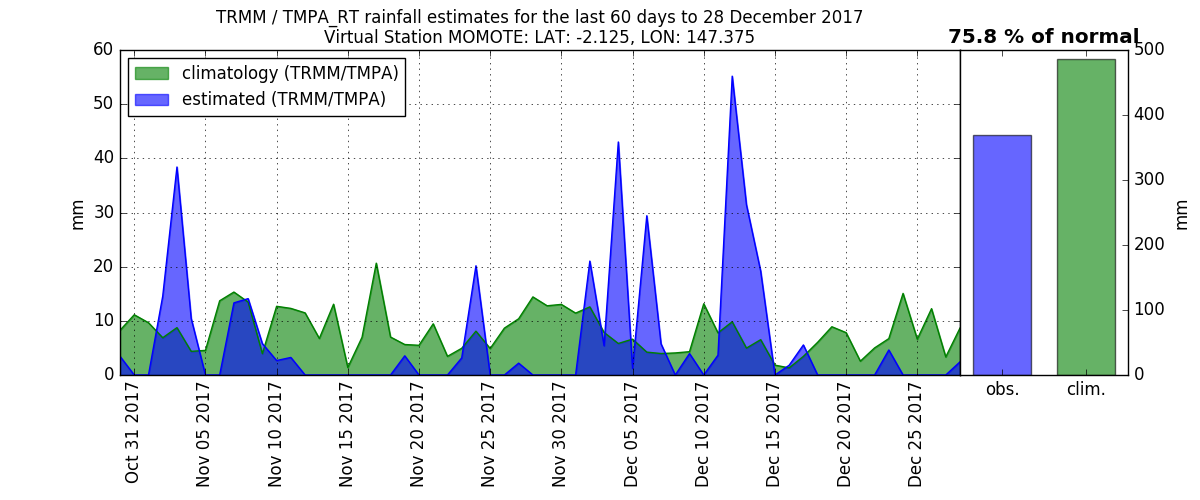 TRMM / TMPA_RT rainfall estimates for the last 60 days to 28 December 2017
Virtual Station MOMOTE: LAT: -2.125, LON: 147.375
75.8 % of normal
climatology (TRMM/TMPA)
estimated (TRMM/TMPA)
60
50
40
30
20
10
0
mm
Oct 31 2017
Nov 05 2017
Nov 10 2017
Nov 15 2017
Nov 20 2017
Nov 25 2017
Nov 30 2017
Dec 05 2017
Dec 10 2017
Dec 15 2017
Dec 20 2017
Dec 25 2017
500
400
300
200
100
0
mm
obs.
clim.